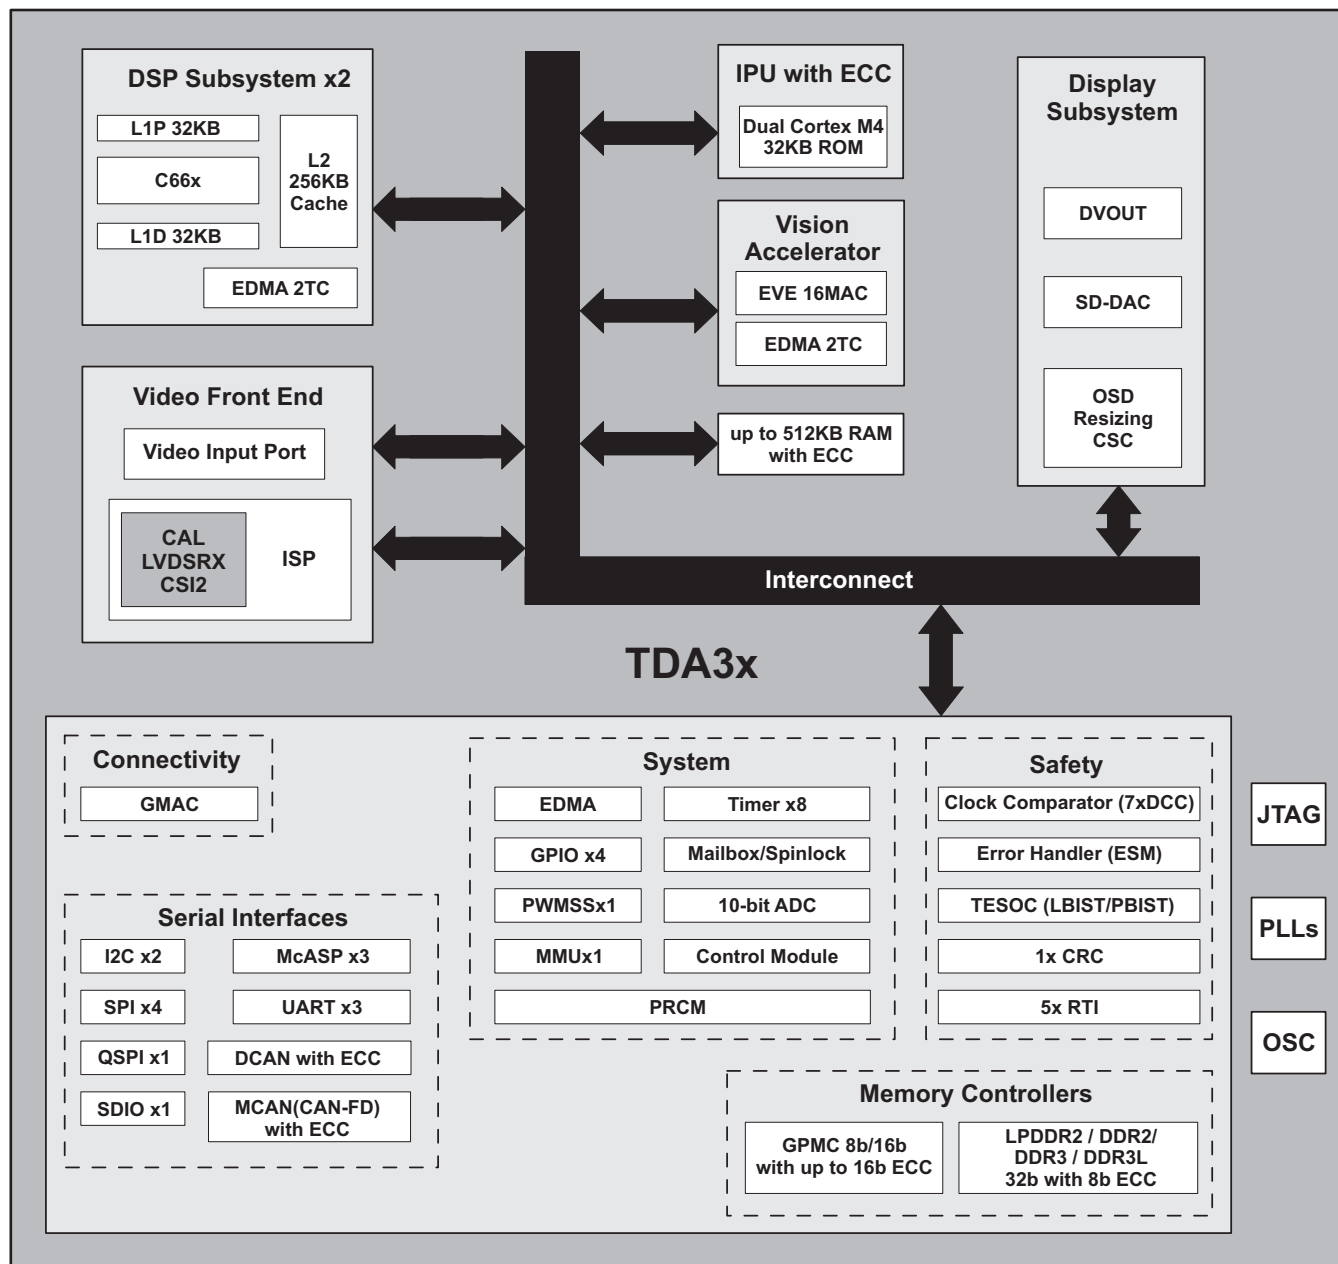 DSP Subsystem x2
L1P 32KB
C66x
L1D 32KB
L2
256KB
Cache
EDMA 2TC
IPU with ECC
Dual Cortex M4
32KB ROM
Vision
Accelerator
EVE 16MAC
EDMA 2TC
up to 512KB RAM
with ECC
Display
Subsystem
DVOUT
SD-DAC
OSD
Resizing
CSC
Video Front End
Video Input Port
CAL
LVDSRX
CSI2
ISP
Interconnect
TDA3x
Connectivity
GMAC
Serial Interfaces
I2C x2
McASP x3
SPI x4
UART x3
QSPI x1
DCAN with ECC
SDIO x1
MCAN(CAN-FD)
with ECC
System
EDMA
Timer x8
GPIO x4
Mailbox/Spinlock
PWMSSx1
10-bit ADC
MMUx1
Control Module
PRCM
Safety
Clock Comparator (7xDCC)
Error Handler (ESM)
TESOC (LBIST/PBIST)
1x CRC
5x RTI
Memory Controllers
GPMC 8b/16b
with up to 16b ECC
LPDDR2 / DDR2/
DDR3 / DDR3L
32b with 8b ECC
JTAG
PLLs
OSC